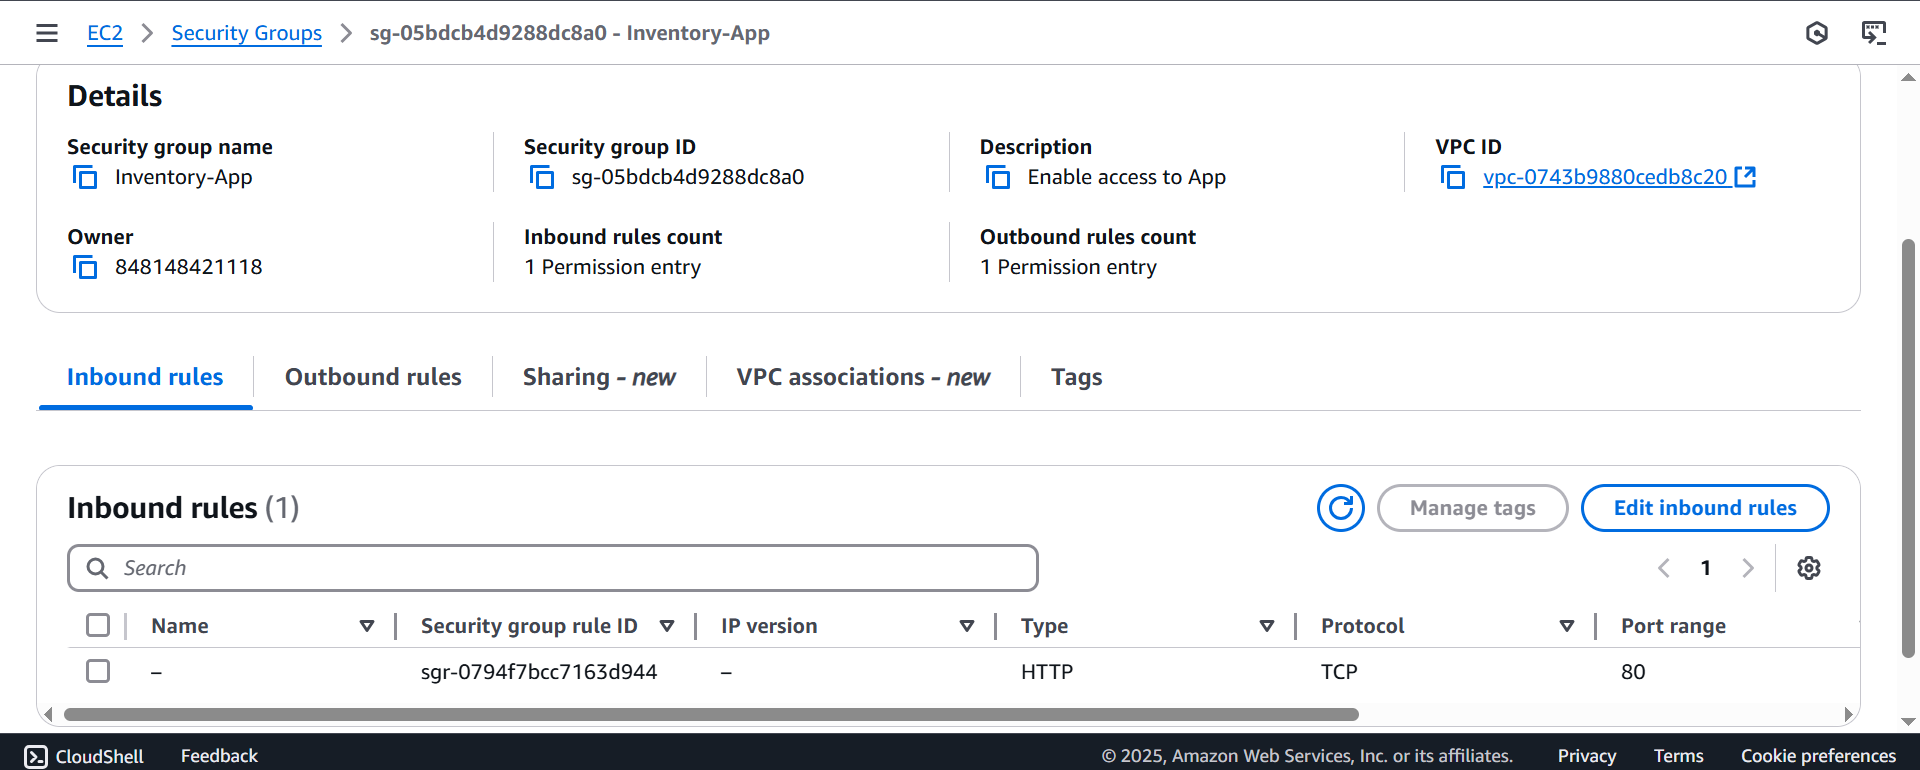 EC2 > Security Groups > sg-05bdcb4d9288dc8a0 - Inventory-App
Details
Security group name
Inventory-App
Security group ID
sg-05bdcb4d9288dc8a0
Description
Enable access to App
VPC ID
vpc-0743b9880cedb8c20
Owner
848148421118
Inbound rules count
1 Permission entry
Outbound rules count
1 Permission entry
Inbound rules Outbound rules Sharing - new VPC associations - new Tags
Inbound rules (1) Manage tags Edit inbound rules
Search 1
Name Security group rule ID IP version Type Protocol Port range
– sgr-0794f7bcc7163d944 – HTTP TCP 80
CloudShell Feedback © 2025, Amazon Web Services, Inc. or its affiliates. Privacy Terms Cookie preferences